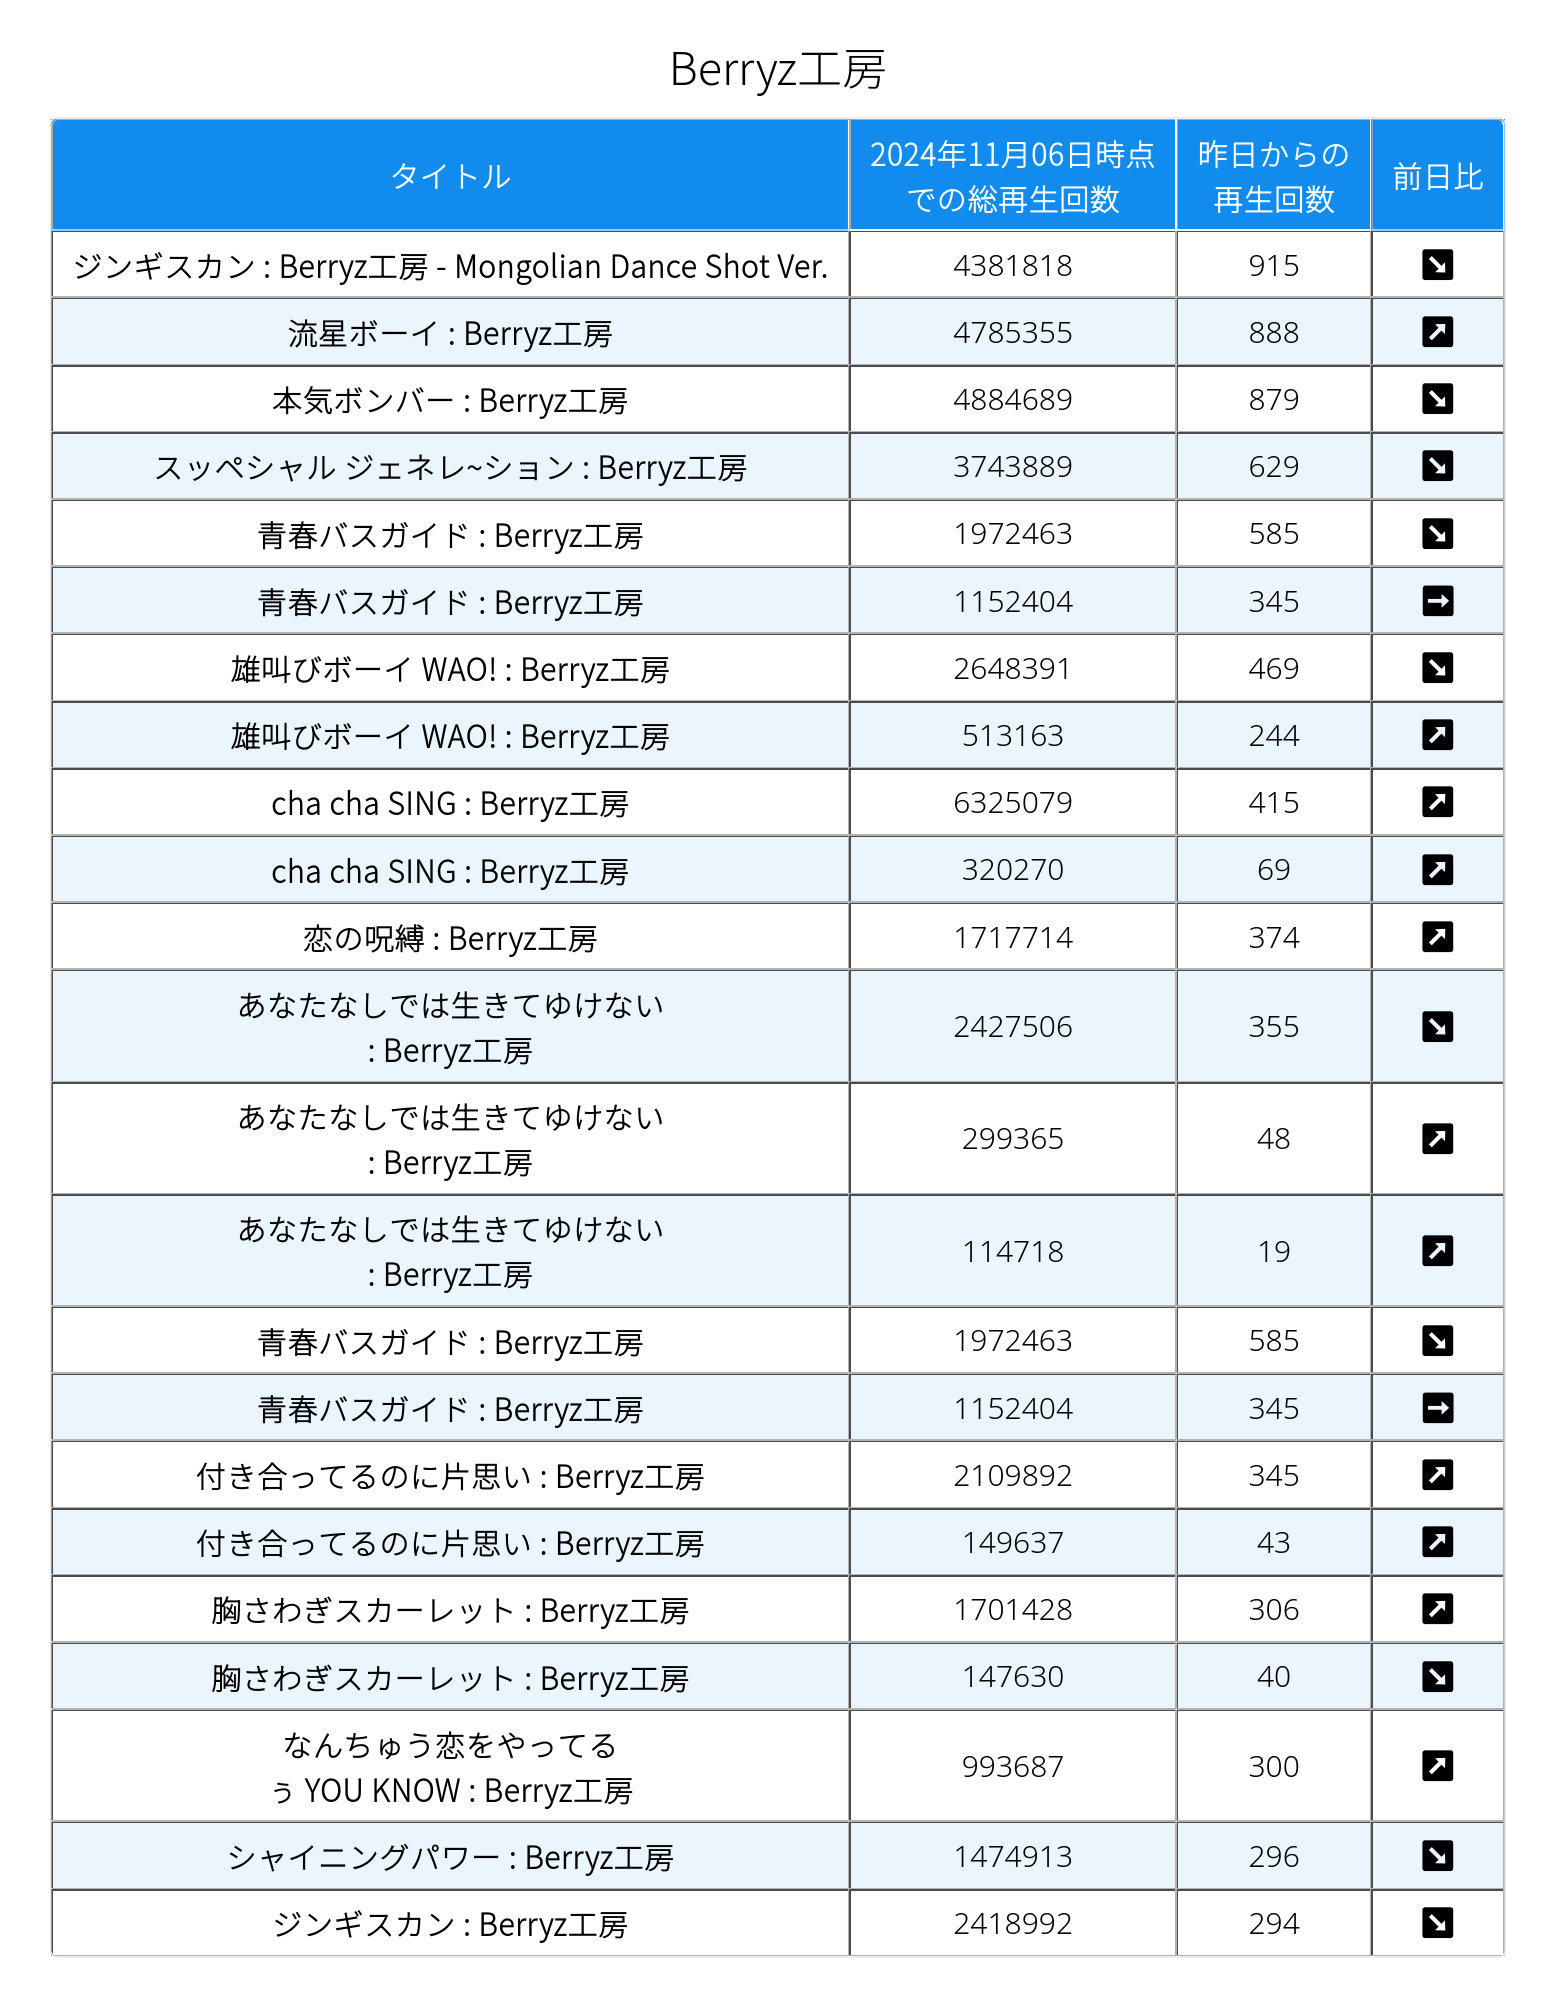 Berryz工房
タイトル
2024年11月06日時点
での総再生回数
昨日からの
再生回数
前日比
ジンギスカン : Berryz工房 - Mongolian Dance Shot Ver. 4381818 915 ↘
流星ボーイ : Berryz工房 4785355 888 ↗
本気ボンバー : Berryz工房 4884689 879 ↘
スッペシャル ジェネレ~ション : Berryz工房 3743889 629 ↘
青春バスガイド : Berryz工房 1972463 585 ↘
青春バスガイド : Berryz工房 1152404 345 →
雄叫びボーイ WAO! : Berryz工房 2648391 469 ↘
雄叫びボーイ WAO! : Berryz工房 513163 244 ↗
cha cha SING : Berryz工房 6325079 415 ↗
cha cha SING : Berryz工房 320270 69 ↗
恋の呪縛 : Berryz工房 1717714 374 ↗
あなたなしでは生きてゆけない
: Berryz工房 2427506 355 ↘
あなたなしでは生きてゆけない
: Berryz工房 299365 48 ↗
あなたなしでは生きてゆけない
: Berryz工房 114718 19 ↗
青春バスガイド : Berryz工房 1972463 585 ↘
青春バスガイド : Berryz工房 1152404 345 →
付き合ってるのに片思い : Berryz工房 2109892 345 ↗
付き合ってるのに片思い : Berryz工房 149637 43 ↗
胸さわぎスカーレット : Berryz工房 1701428 306 ↗
胸さわぎスカーレット : Berryz工房 147630 40 ↘
なんちゅう恋をやってる
ぅ YOU KNOW : Berryz工房 993687 300 ↗
シャイニングパワー : Berryz工房 1474913 296 ↘
ジンギスカン : Berryz工房 2418992 294 ↘